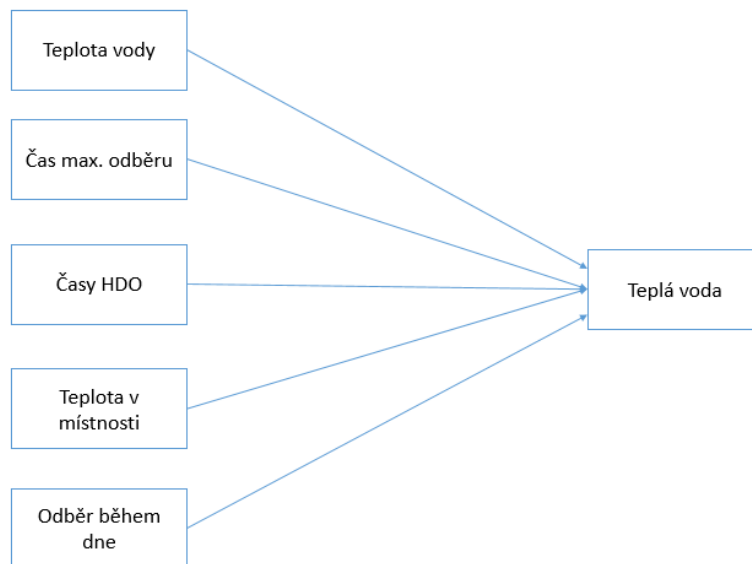 Teplota vody
Čas max. odběru
Časy HDO
Teplá voda
Teplota v
místnosti
Odběr během
dne